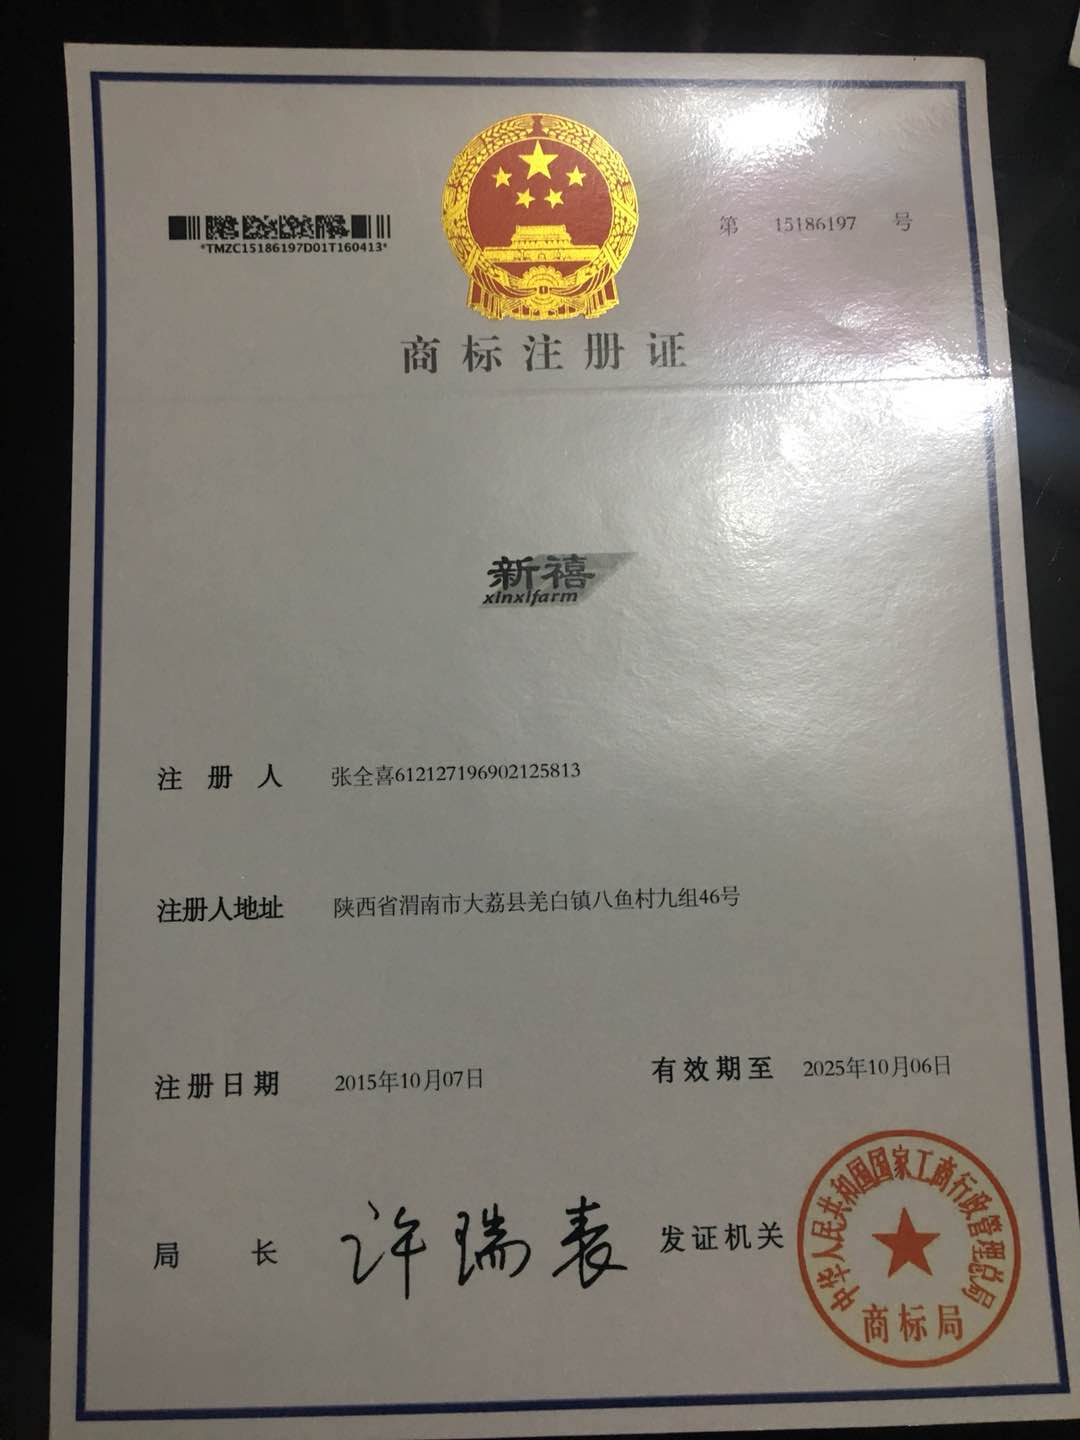 *TMZC15186197D01T160413*
第 15186197 号
商标注册证
新禧
xinxifarm
注册人 张全喜612127196902125813
注册人地址 陕西省渭南市大荔县羌白镇八鱼村九组46号
注册日期 2015年10月07日 有效期至 2025年10月06日
局长 许瑞表 发证机关
中华人民共和国国家工商行政管理总局
商标局